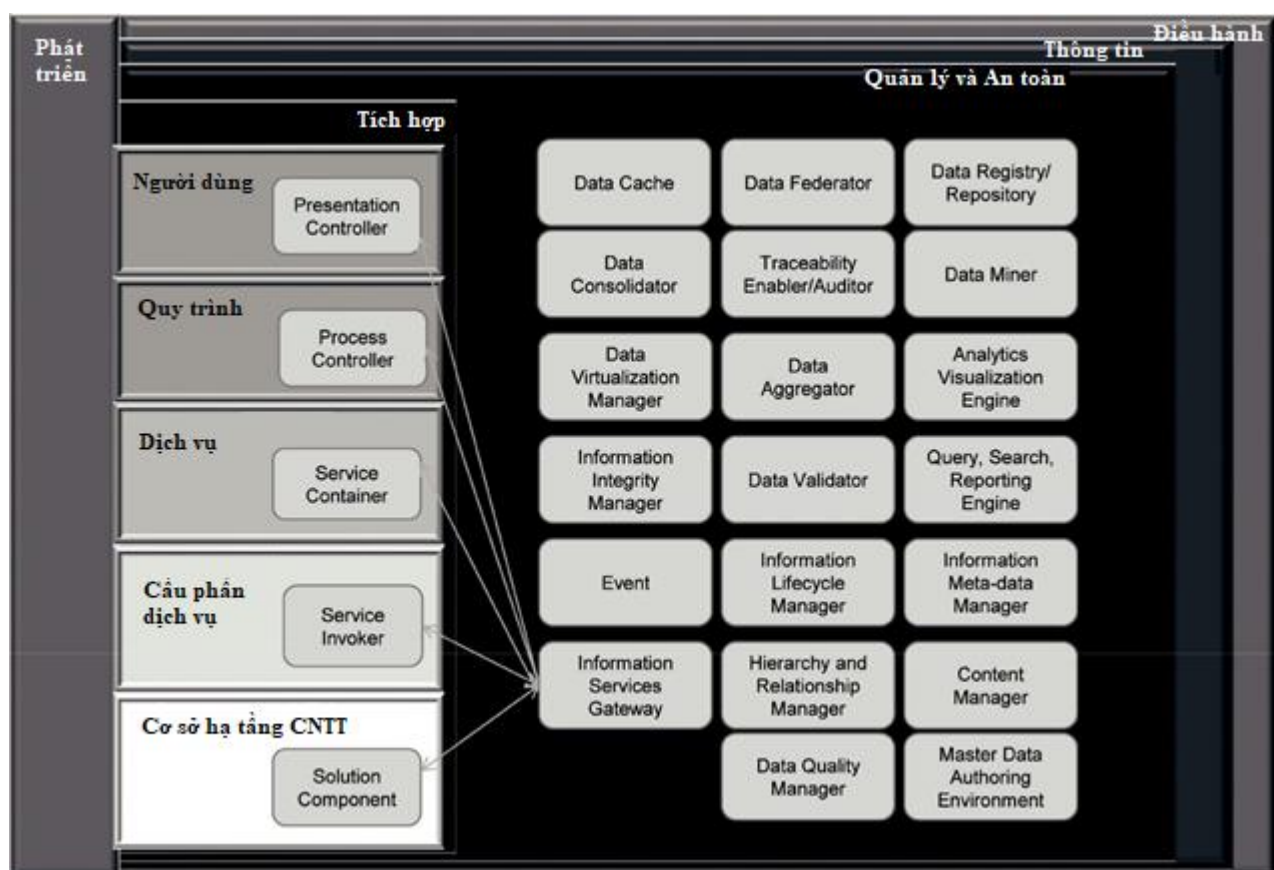 Điều hành
Phát
triển
Thông tin
Quản lý và An toàn
Tích hợp
Người dùng
Presentation
Controller
Quy trình
Process
Controller
Dịch vụ
Service
Container
Cấu phần
dịch vụ
Service
Invoker
Cơ sở hạ tầng CNTT
Solution
Component
Data Cache
Data Federator
Data Registry/
Repository
Data
Consolidator
Traceability
Enabler/Auditor
Data Miner
Data
Virtualization
Manager
Data
Aggregator
Analytics
Visualization
Engine
Information
Integrity
Manager
Data Validator
Query, Search,
Reporting
Engine
Event
Information
Lifecycle
Manager
Information
Meta-data
Manager
Information
Services
Gateway
Hierarchy and
Relationship
Manager
Content
Manager
Data Quality
Manager
Master Data
Authoring
Environment